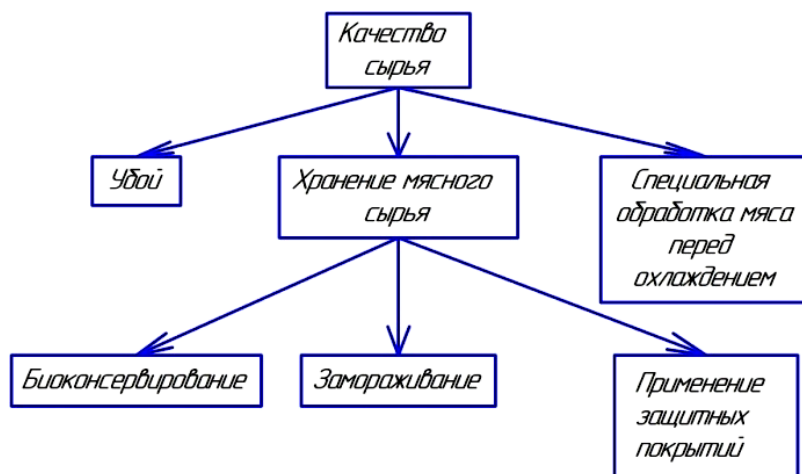 Качество
сырья
Убой
Хранение мясного
сырья
Специальная
обработка мяса
перед
охлаждением
Биоконсервирование
Замораживание
Применение
защитных
покрытий